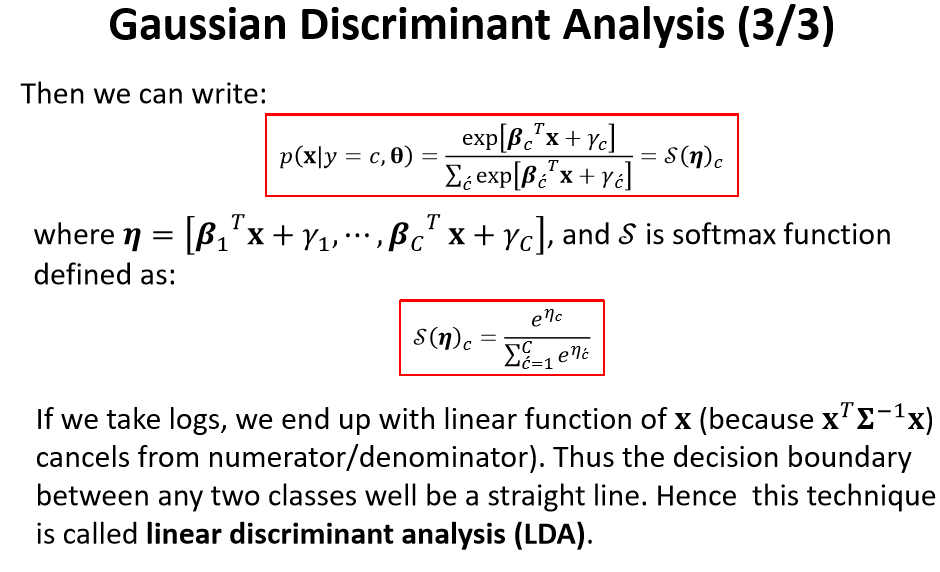 Gaussian Discriminant Analysis (3/3)
Then we can write:
p(𝐱|y = c, 𝛉) = exp[𝜷_c^T 𝐱 + γ_c] / ∑_ć exp[𝜷_ć^T 𝐱 + γ_ć] = 𝒮(𝜼)_c
where 𝜼 = [𝜷_1^T 𝐱 + γ_1, ⋯ , 𝜷_C^T 𝐱 + γ_C], and 𝒮 is softmax function
defined as:
𝒮(𝜼)_c = e^{η_c} / ∑_{ć=1}^C e^{η_ć}
If we take logs, we end up with linear function of 𝐱 (because 𝐱^T 𝚺^{−1} 𝐱)
cancels from numerator/denominator). Thus the decision boundary
between any two classes well be a straight line. Hence  this technique
is called linear discriminant analysis (LDA).